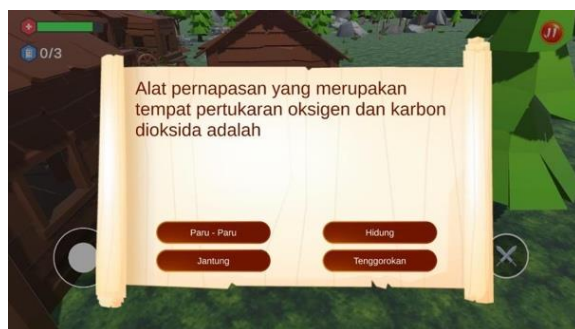 0/3
Alat pernapasan yang merupakan
tempat pertukaran oksigen dan karbon
dioksida adalah
Paru - Paru
Hidung
Jantung
Tenggorokan